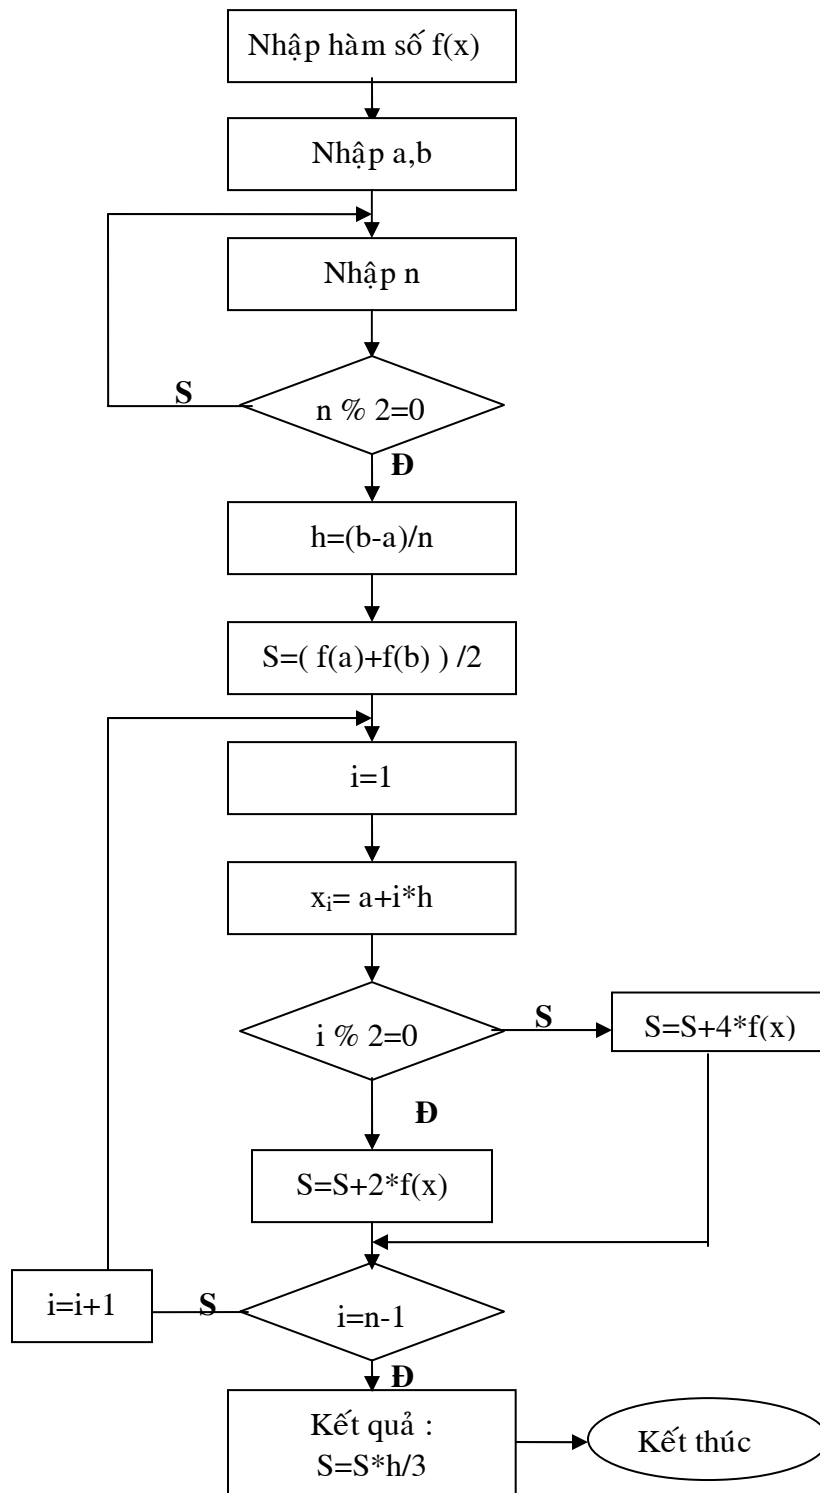 Nhập hàm số f(x)
Nhập a,b
Nhập n
S
n % 2=0
Đ
h=(b-a)/n
S=( f(a)+f(b) ) /2
i=1
xᵢ= a+i*h
i % 2=0
S
S=S+4*f(x)
Đ
S=S+2*f(x)
i=i+1
S
i=n-1
Đ
Kết quả :
S=S*h/3
Kết thúc